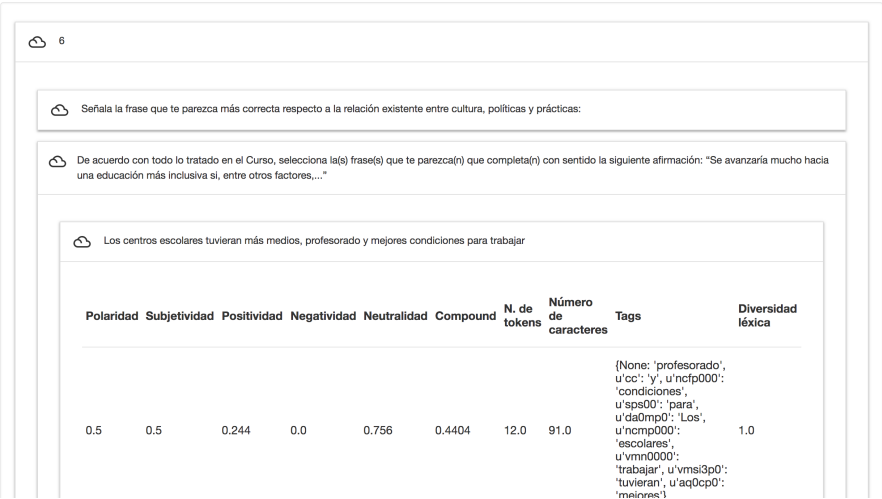 6
Señala la frase que te parezca más correcta respecto a la relación existente entre cultura, políticas y prácticas:
De acuerdo con todo lo tratado en el Curso, selecciona la(s) frase(s) que te parezca(n) que completa(n) con sentido la siguiente afirmación: “Se avanzaría mucho hacia
una educación más inclusiva si, entre otros factores,...”
Los centros escolares tuvieran más medios, profesorado y mejores condiciones para trabajar
Polaridad Subjetividad Positividad Negatividad Neutralidad Compound N. de tokens Número de caracteres Tags Diversidad léxica
0.5 0.5 0.244 0.0 0.756 0.4404 12.0 91.0 1.0
{None: 'profesorado',
u'cc': 'y', u'ncfp000':
'condiciones',
u'sps00': 'para',
u'da0mp0': 'Los',
u'ncmp000':
'escolares',
u'vmn0000':
'trabajar', u'vmsi3p0':
'tuvieran', u'aq0cp0':
'mejores'}